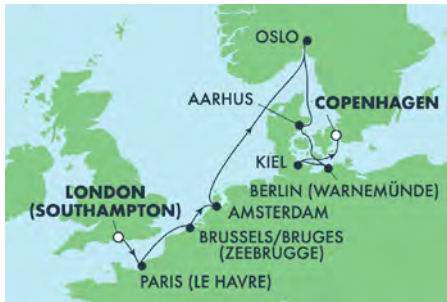 OSLO
AARHUS
COPENHAGEN
KIEL
BERLIN (WARNEMÜNDE)
LONDON
(SOUTHAMPTON)
AMSTERDAM
BRUSSELS/BRUGES
(ZEEBRUGGE)
PARIS (LE HAVRE)